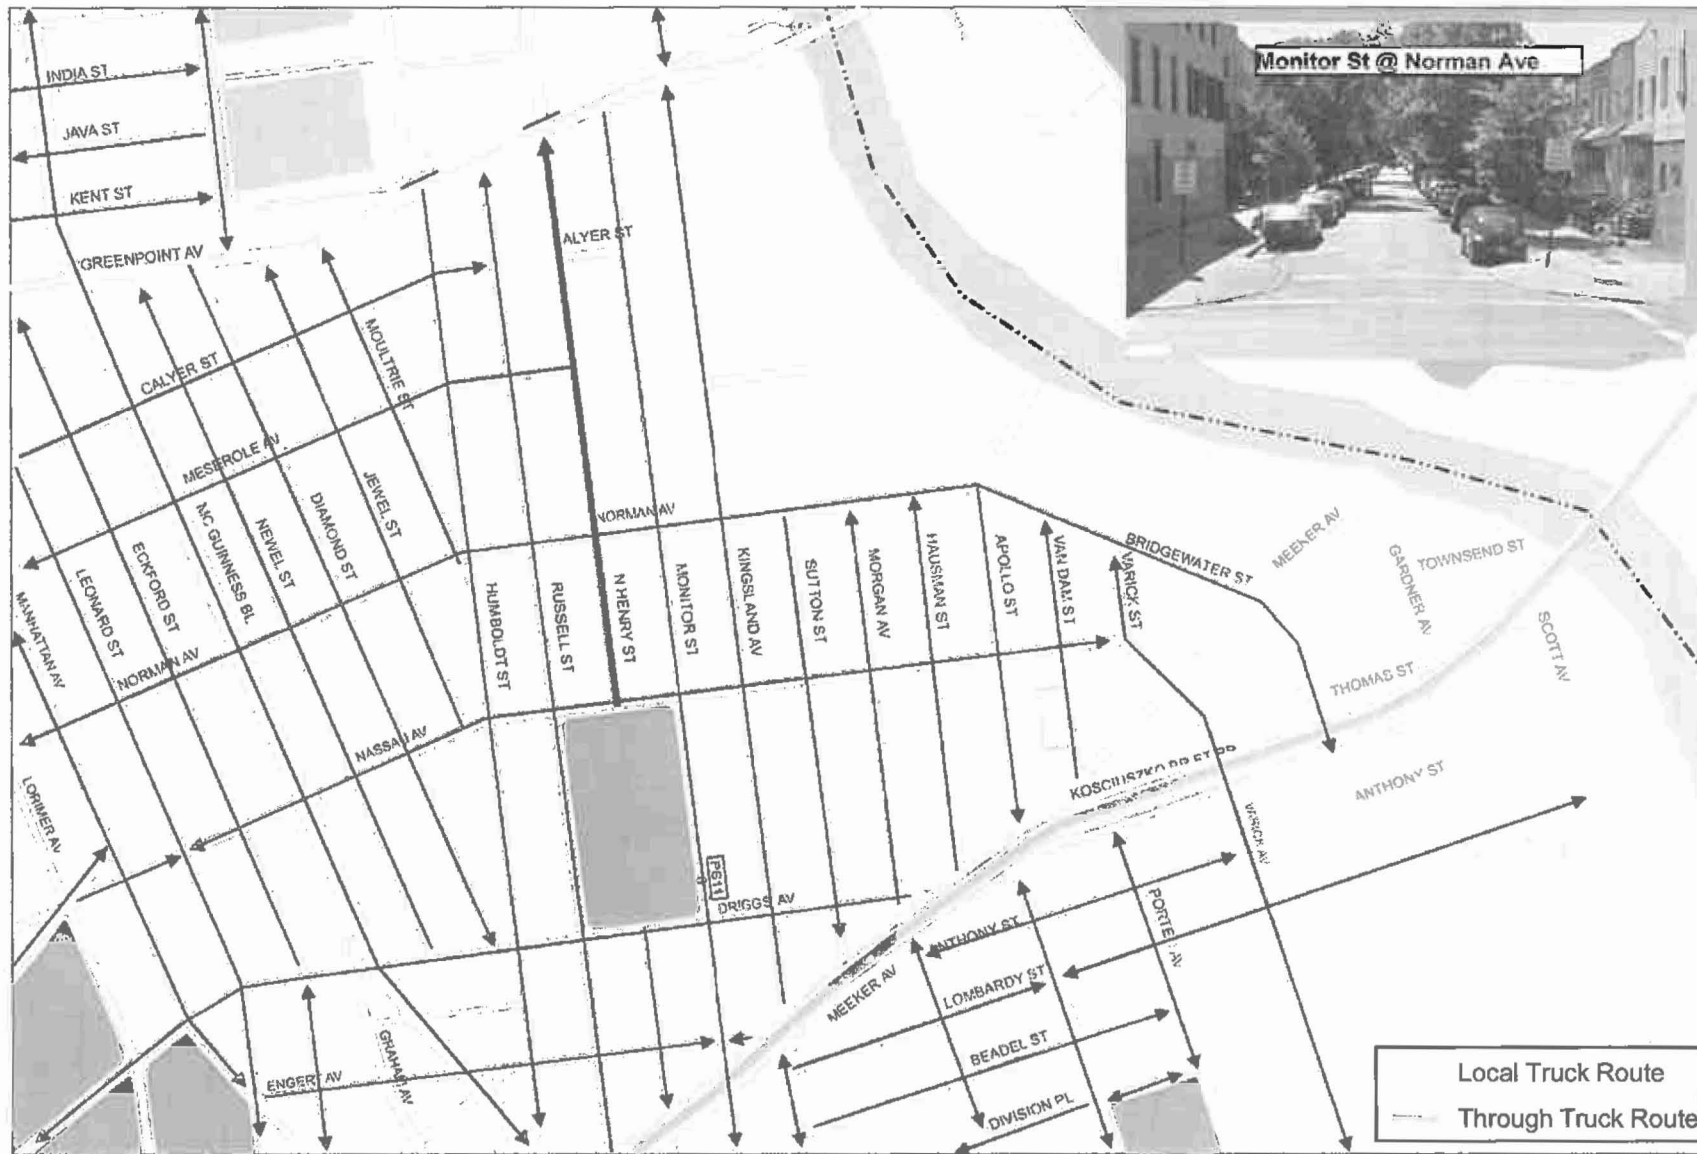 Monitor St @ Norman Ave
INDIA ST
JAVA ST
KENT ST
GREENPOINT AV
ALYER ST
CALYER ST
MOULTRIE ST
MESEROLE AV
JEWEL ST
DIAMOND ST
NEWEL ST
MC GUINNESS BL
ECKFORD ST
LEONARD ST
MANHATTAN AV
NORMAN AV
NORMAN AV
NASSAU AV
LORIMER AV
HUMBOLDT ST
RUSSELL ST
N HENRY ST
MONITOR ST
KINGSLAND AV
SUTTON ST
MORGAN AV
HAUSMAN ST
APOLLO ST
VAN DAM ST
VARICK ST
BRIDGEWATER ST
MEEKER AV
GARDNER AV
TOWNSEND ST
SCOTT AV
THOMAS ST
ANTHONY ST
KOSCIUSZKO
VARICK AV
PORTER AV
PS11
DRIGGS AV
ANTHONY ST
LOMBARDY ST
MEEKER AV
BEADEL ST
DIVISION PL
GRAHAM AV
ENGERT AV
Local Truck Route
Through Truck Route